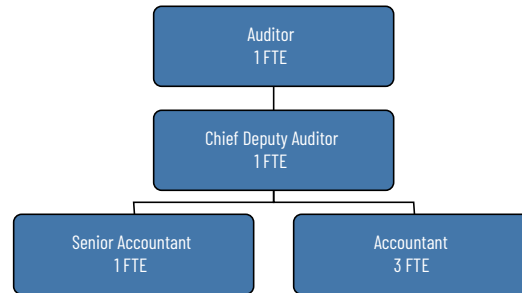 Auditor
1 FTE
Chief Deputy Auditor
1 FTE
Senior Accountant
1 FTE
Accountant
3 FTE